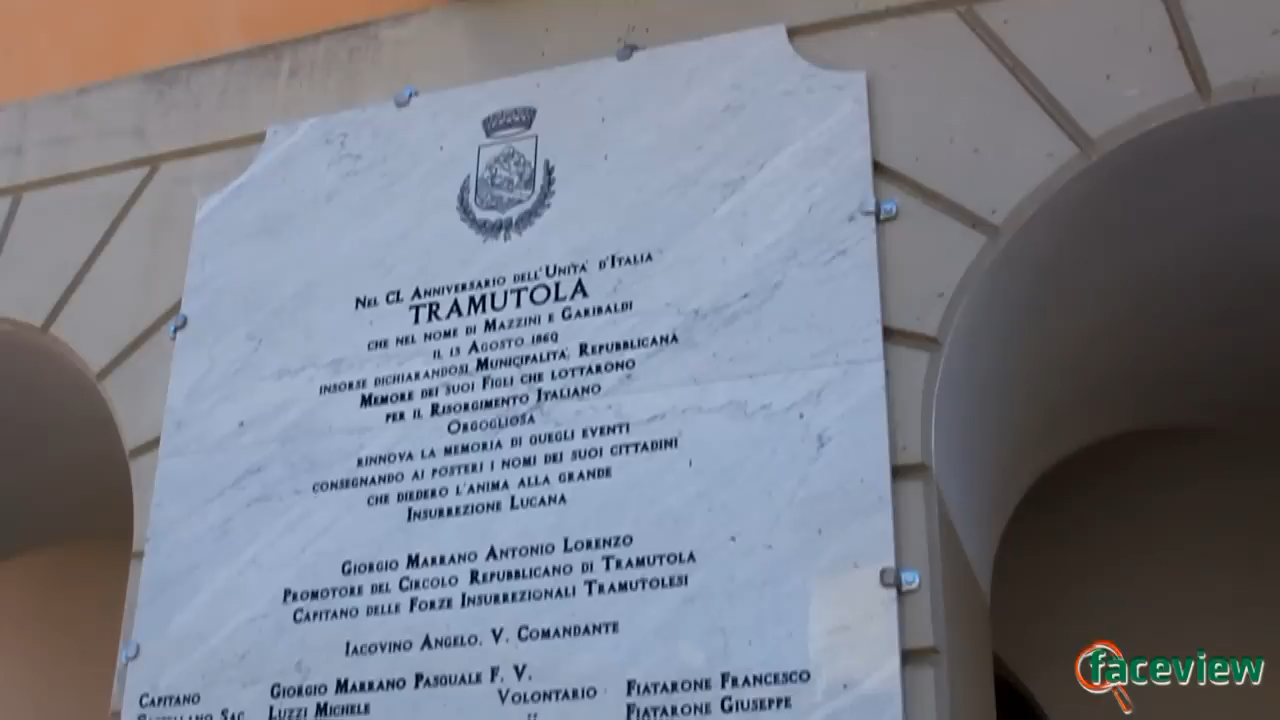 Nel CL Anniversario dell'Unita' d'Italia
TRAMUTOLA
che nel nome di Mazzini e Garibaldi
il 15 Agosto 1860
insorse dichiarandosi Municipalita' Repubblicana
Memore dei suoi Figli che lottarono
per il Risorgimento Italiano
Orgogliosa
rinnova la memoria di quegli eventi
consegnando ai posteri i nomi dei suoi cittadini
che diedero l'anima alla grande
Insurrezione Lucana
Giorgio Marrano Antonio Lorenzo
Promotore del Circolo Repubblicano di Tramutola
Capitano delle Forze Insurrezionali Tramutolesi
Iacovino Angelo. V. Comandante
Capitano Giorgio Marrano Pasquale F. V. Volontario Fiatarone Francesco
Luzzi Michele " Fiatarone Giuseppe
faceview